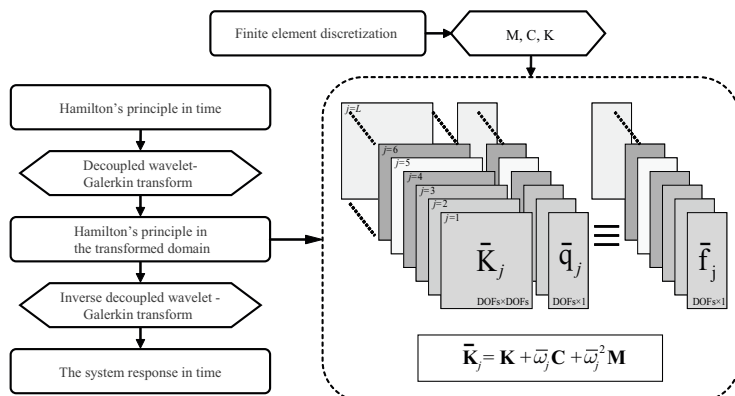 Finite element discretization
M, C, K
Hamilton's principle in time
Decoupled wavelet-
Galerkin transform
Hamilton's principle in
the transformed domain
Inverse decoupled wavelet -
Galerkin transform
The system response in time
j=L
j=6
j=5
j=4
j=3
j=2
j=1
K̄j
DOFs×DOFs
q̄j
DOFs×1
≡
f̄j
DOFs×1
K̄j = K + ω̄jC + ω̄j²M